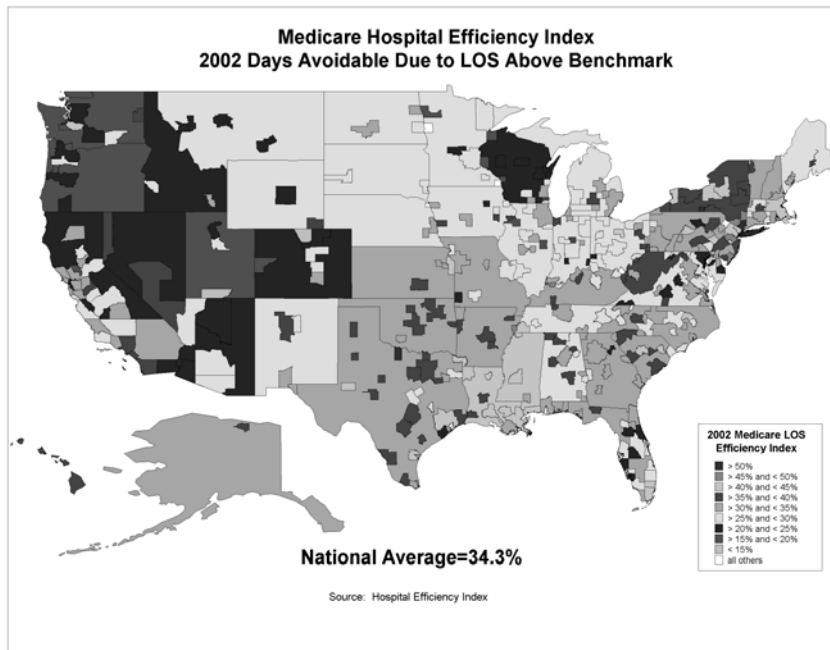 Medicare Hospital Efficiency Index
2002 Days Avoidable Due to LOS Above Benchmark
2002 Medicare LOS
Efficiency Index
> 50%
> 45% and < 50%
> 40% and < 45%
> 35% and < 40%
> 30% and < 35%
> 25% and < 30%
> 20% and < 25%
> 15% and < 20%
< 15%
all others
National Average=34.3%
Source: Hospital Efficiency Index